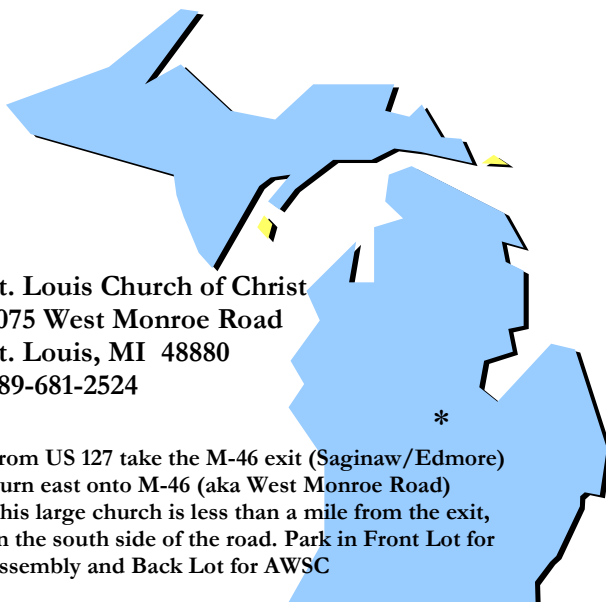 t. Louis Church of Christ
075 West Monroe Road
t. Louis, MI 48880
89-681-2524
*
rom US 127 take the M-46 exit (Saginaw/Edmore)
urn east onto M-46 (aka West Monroe Road)
his large church is less than a mile from the exit,
n the south side of the road. Park in Front Lot for
ssembly and Back Lot for AWSC